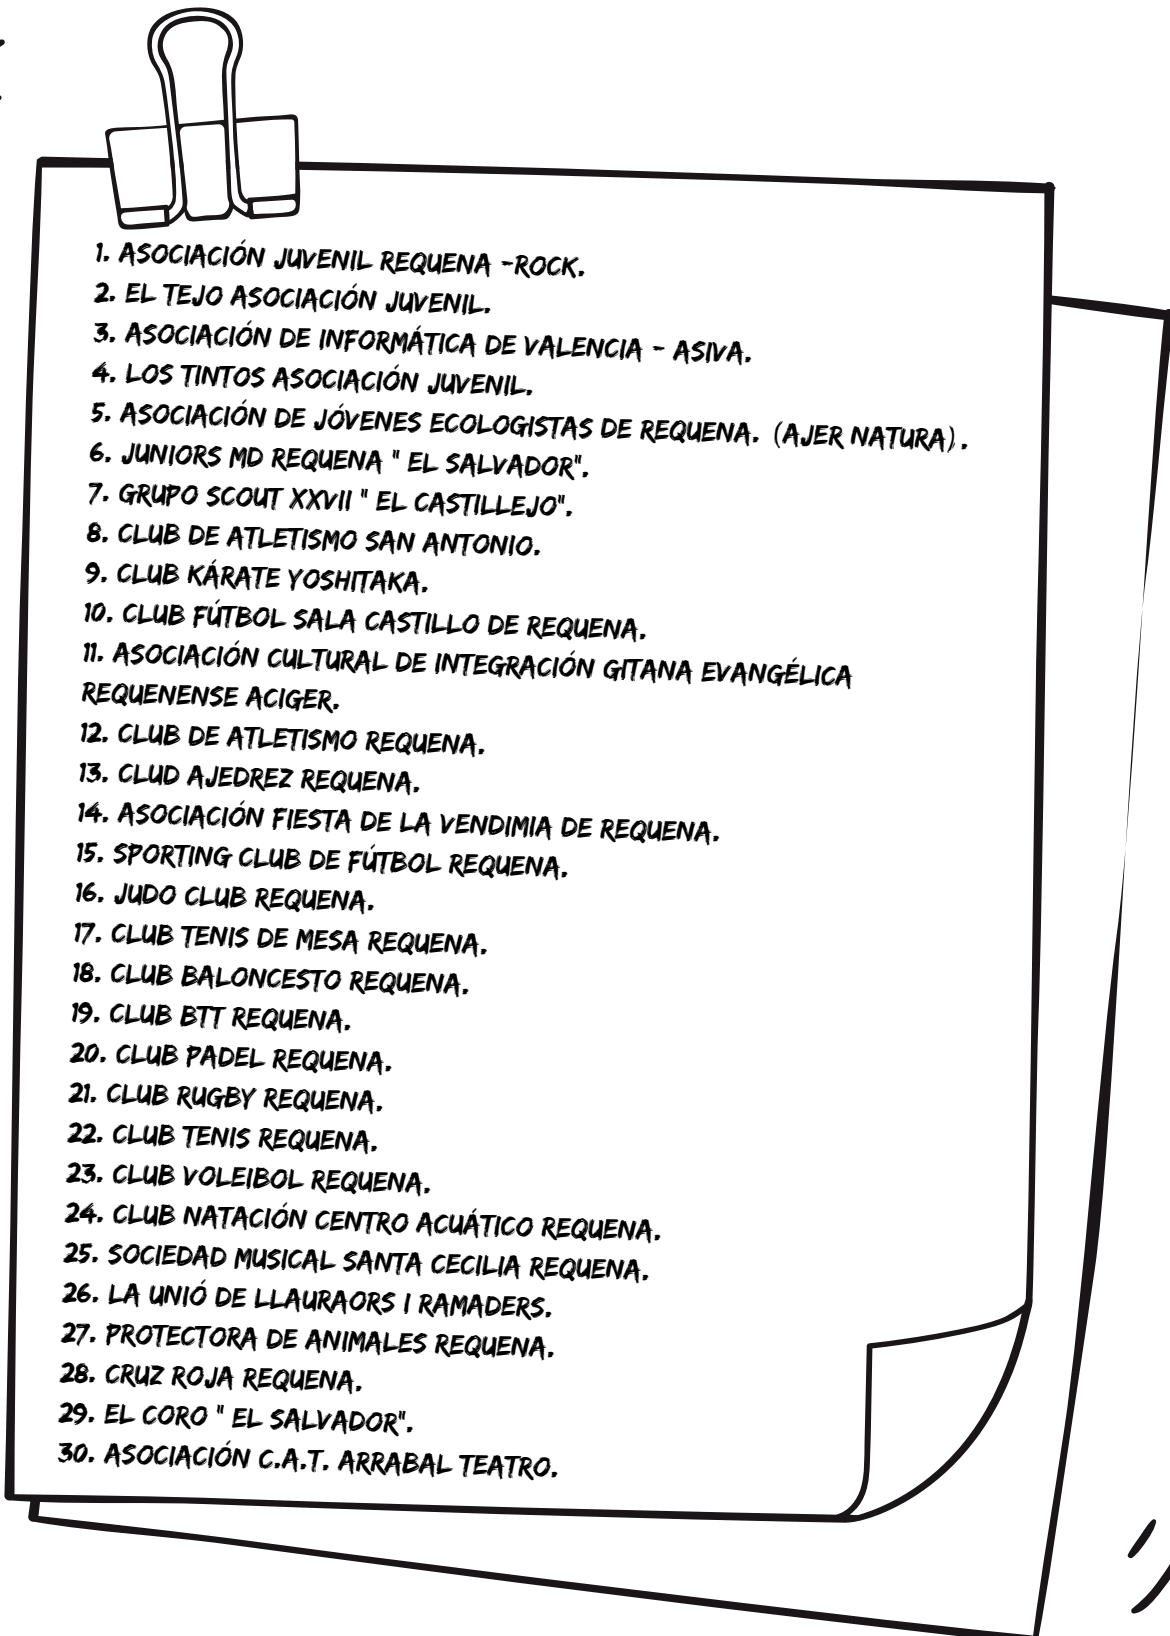 1. ASOCIACIÓN JUVENIL REQUENA -ROCK.
2. EL TEJO ASOCIACIÓN JUVENIL.
3. ASOCIACIÓN DE INFORMÁTICA DE VALENCIA - ASIVA.
4. LOS TINTOS ASOCIACIÓN JUVENIL.
5. ASOCIACIÓN DE JÓVENES ECOLOGISTAS DE REQUENA. (AJER NATURA).
6. JUNIORS MD REQUENA " EL SALVADOR".
7. GRUPO SCOUT XXVII " EL CASTILLEJO".
8. CLUB DE ATLETISMO SAN ANTONIO.
9. CLUB KÁRATE YOSHITAKA.
10. CLUB FÚTBOL SALA CASTILLO DE REQUENA.
11. ASOCIACIÓN CULTURAL DE INTEGRACIÓN GITANA EVANGÉLICA
REQUENENSE ACIGER.
12. CLUB DE ATLETISMO REQUENA.
13. CLUD AJEDREZ REQUENA.
14. ASOCIACIÓN FIESTA DE LA VENDIMIA DE REQUENA.
15. SPORTING CLUB DE FÚTBOL REQUENA.
16. JUDO CLUB REQUENA.
17. CLUB TENIS DE MESA REQUENA.
18. CLUB BALONCESTO REQUENA.
19. CLUB BTT REQUENA.
20. CLUB PADEL REQUENA.
21. CLUB RUGBY REQUENA.
22. CLUB TENIS REQUENA.
23. CLUB VOLEIBOL REQUENA.
24. CLUB NATACIÓN CENTRO ACUÁTICO REQUENA.
25. SOCIEDAD MUSICAL SANTA CECILIA REQUENA.
26. LA UNIÓ DE LLAURAORS I RAMADERS.
27. PROTECTORA DE ANIMALES REQUENA.
28. CRUZ ROJA REQUENA.
29. EL CORO " EL SALVADOR".
30. ASOCIACIÓN C.A.T. ARRABAL TEATRO.